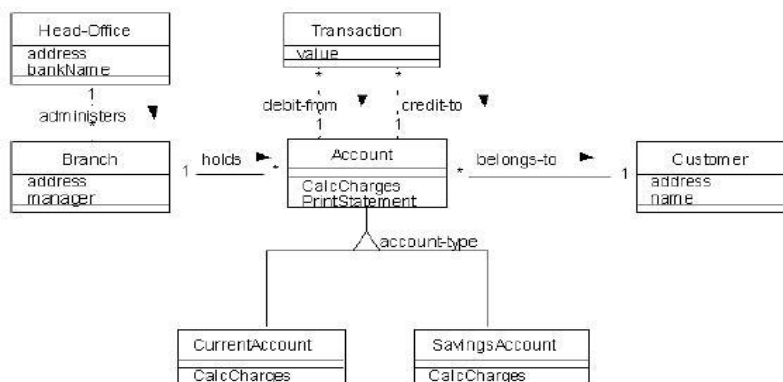 Head-Office
address
bankName
Transaction
value
1
administers
*
*
*
debit-from
credit-to
1
1
Branch
address
manager
1
holds
*
Account
CalcCharges
PrintStatement
*
belongs-to
1
Customer
address
name
account-type
CurrentAccount
CalcCharges
SavingsAccount
CalcCharges